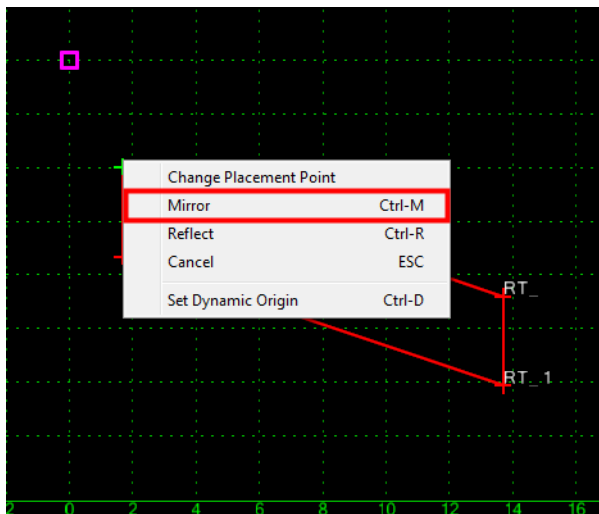 Change Placement Point
Mirror Ctrl-M
Reflect Ctrl-R
Cancel ESC
RT_
Set Dynamic Origin Ctrl-D
RT_1
2 0 2 4 6 8 10 12 14 16